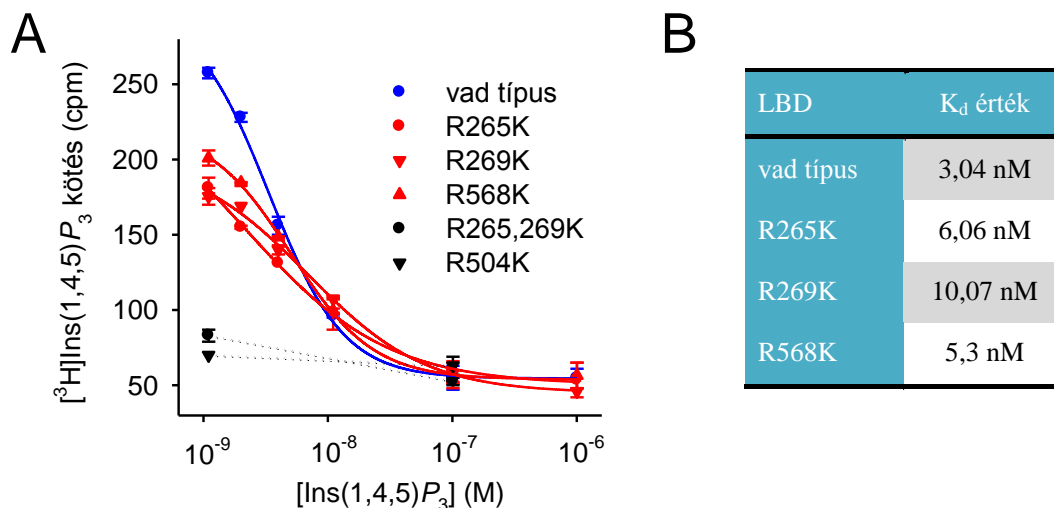 A
[³H]Ins(1,4,5)P₃ kötés (cpm)
250
200
150
100
50
vad típus
R265K
R269K
R568K
R265,269K
R504K
10⁻⁹ 10⁻⁸ 10⁻⁷ 10⁻⁶
[Ins(1,4,5)P₃] (M)
B
LBD K_d érték
vad típus 3,04 nM
R265K 6,06 nM
R269K 10,07 nM
R568K 5,3 nM